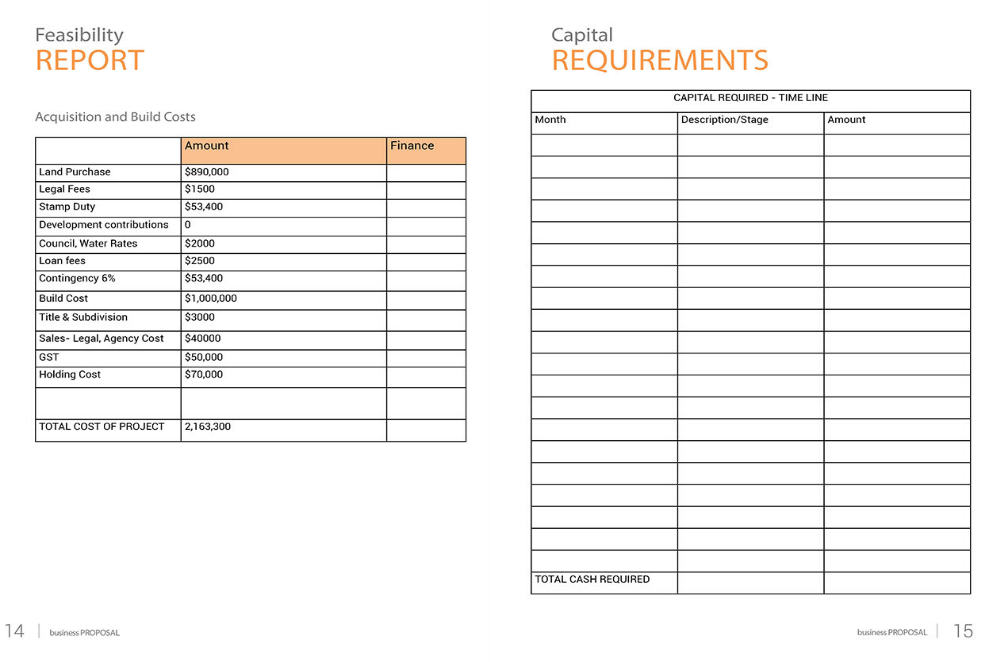 Feasibility
REPORT
Acquisition and Build Costs
Amount Finance
Land Purchase $890,000
Legal Fees $1500
Stamp Duty $53,400
Development contributions 0
Council, Water Rates $2000
Loan fees $2500
Contingency 6% $53,400
Build Cost $1,000,000
Title & Subdivision $3000
Sales- Legal, Agency Cost $40000
GST $50,000
Holding Cost $70,000
TOTAL COST OF PROJECT 2,163,300
14 | business PROPOSAL
Capital
REQUIREMENTS
CAPITAL REQUIRED - TIME LINE
Month Description/Stage Amount
TOTAL CASH REQUIRED
business PROPOSAL | 15